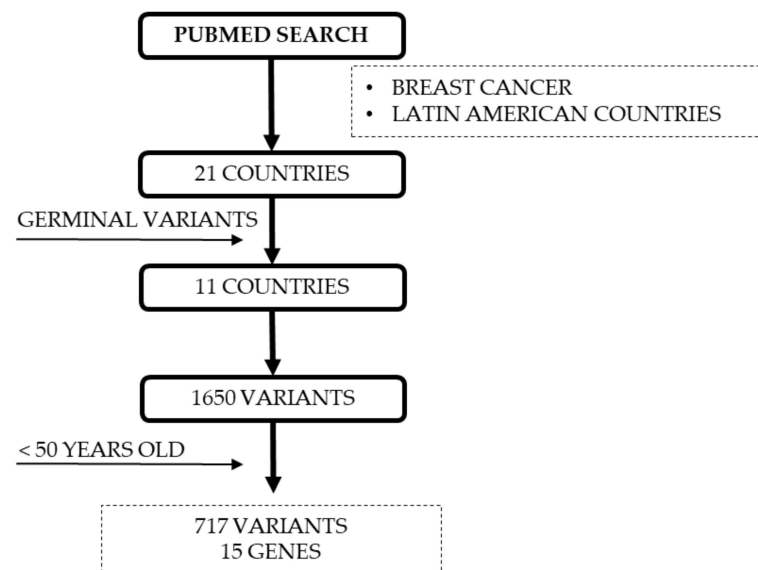 PUBMED SEARCH
• BREAST CANCER
• LATIN AMERICAN COUNTRIES
21 COUNTRIES
GERMINAL VARIANTS
11 COUNTRIES
1650 VARIANTS
< 50 YEARS OLD
717 VARIANTS
15 GENES